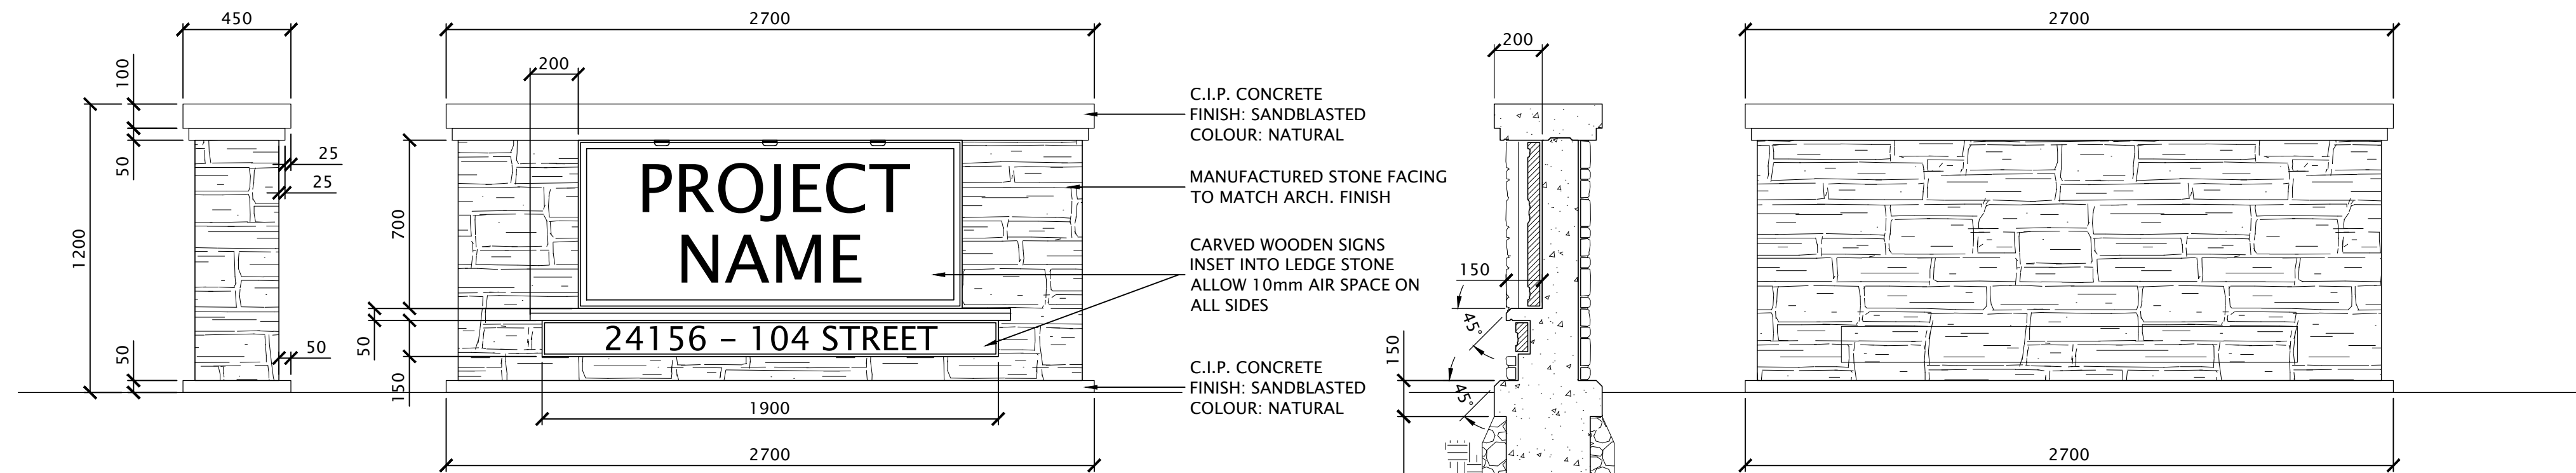 450
2700
200
2700
100
200
C.I.P. CONCRETE
FINISH: SANDBLASTED
COLOUR: NATURAL
50
25
25
PROJECT
NAME
MANUFACTURED STONE FACING
TO MATCH ARCH. FINISH
1200
700
CARVED WOODEN SIGNS
INSET INTO LEDGE STONE
ALLOW 10mm AIR SPACE ON
ALL SIDES
150
45°
24156 – 104 STREET
50
50
50
150
150
C.I.P. CONCRETE
FINISH: SANDBLASTED
COLOUR: NATURAL
45°
1900
2700
2700